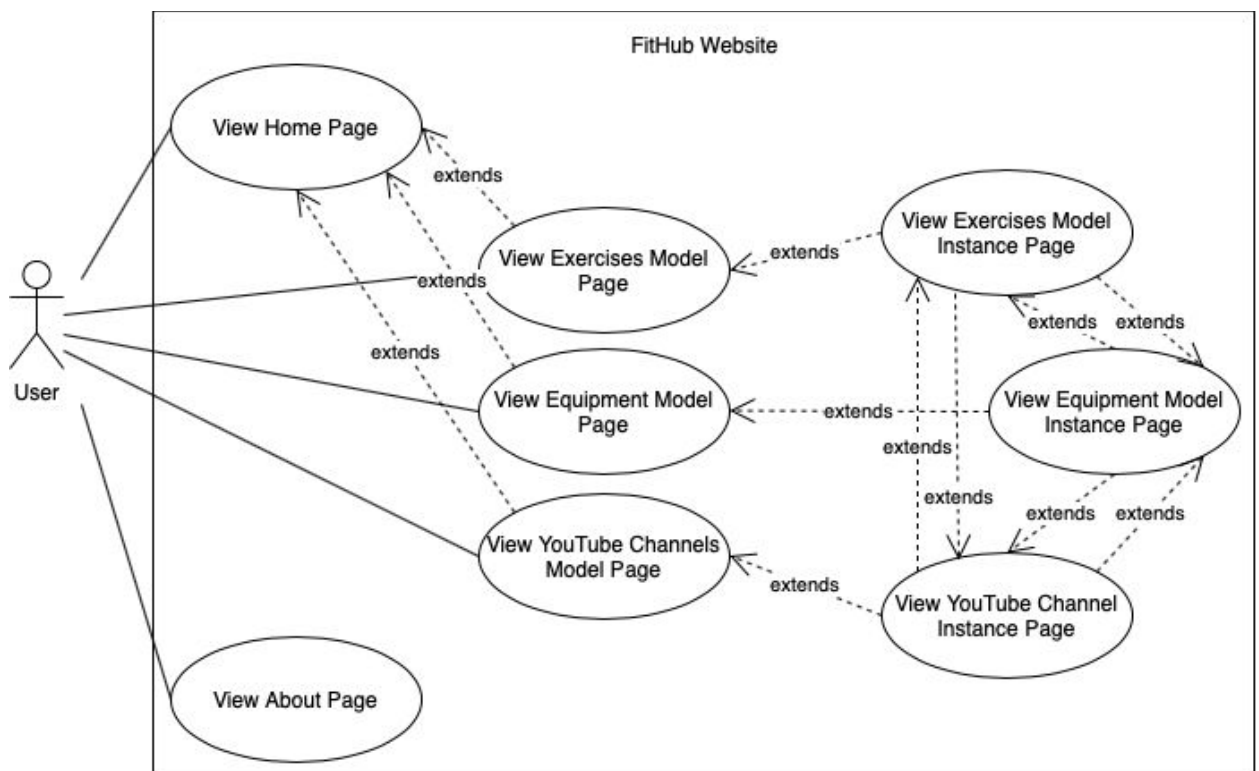 FitHub Website
View Home Page
extends
View Exercises Model
Page
View Exercises Model
Instance Page
extends
extends
extends
extends
extends
User
View Equipment Model
Page
extends
View Equipment Model
Instance Page
extends
extends
extends
extends
View YouTube Channels
Model Page
extends
View YouTube Channel
Instance Page
View About Page